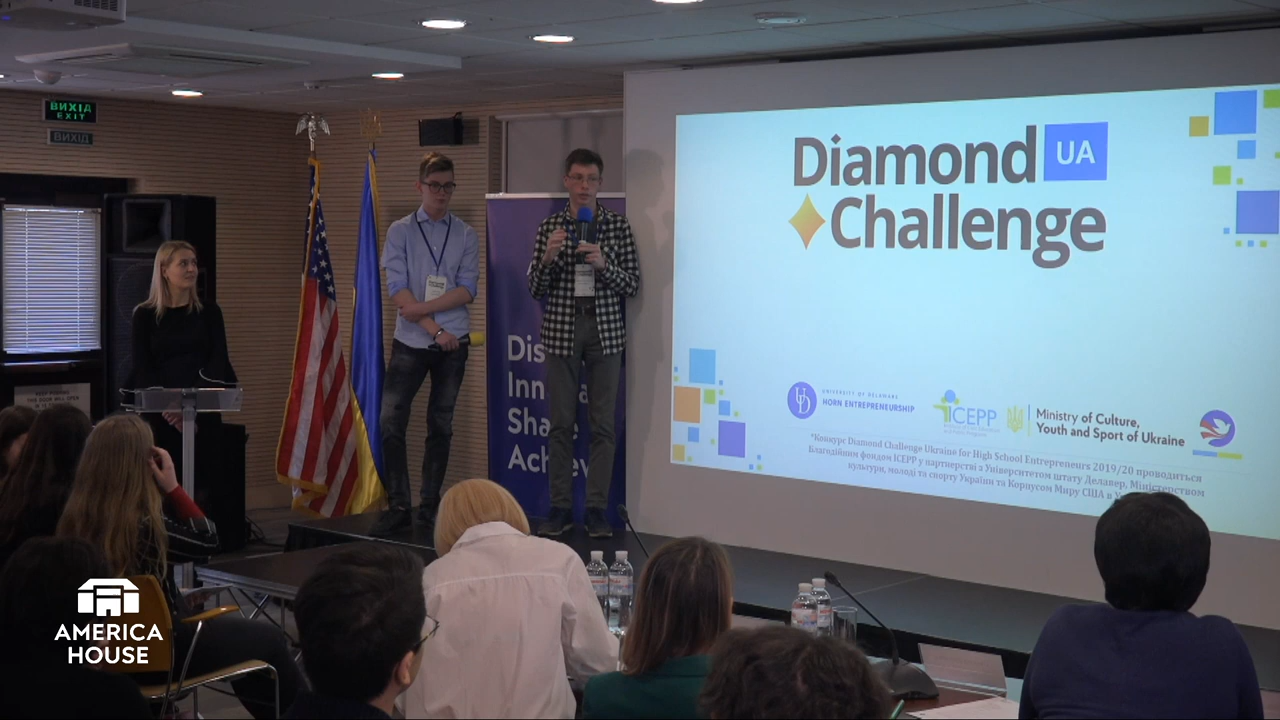 ВИХІД
EXIT
ВИХІД
Diamond UA
Challenge
Dis
Inn
Sha
Achiev
UNIVERSITY OF DELAWARE
HORN ENTREPRENEURSHIP
ICEPP
Ministry of Culture,
Youth and Sport of Ukraine
*Конкурс Diamond Challenge Ukraine for High School Entrepreneurs 2019/20 проводиться
Благодійним фондом ICEPP у партнерстві з Університетом штату Делавер, Міністерством
культури, молоді та спорту України та Корпусом Миру США в
AMERICA
HOUSE